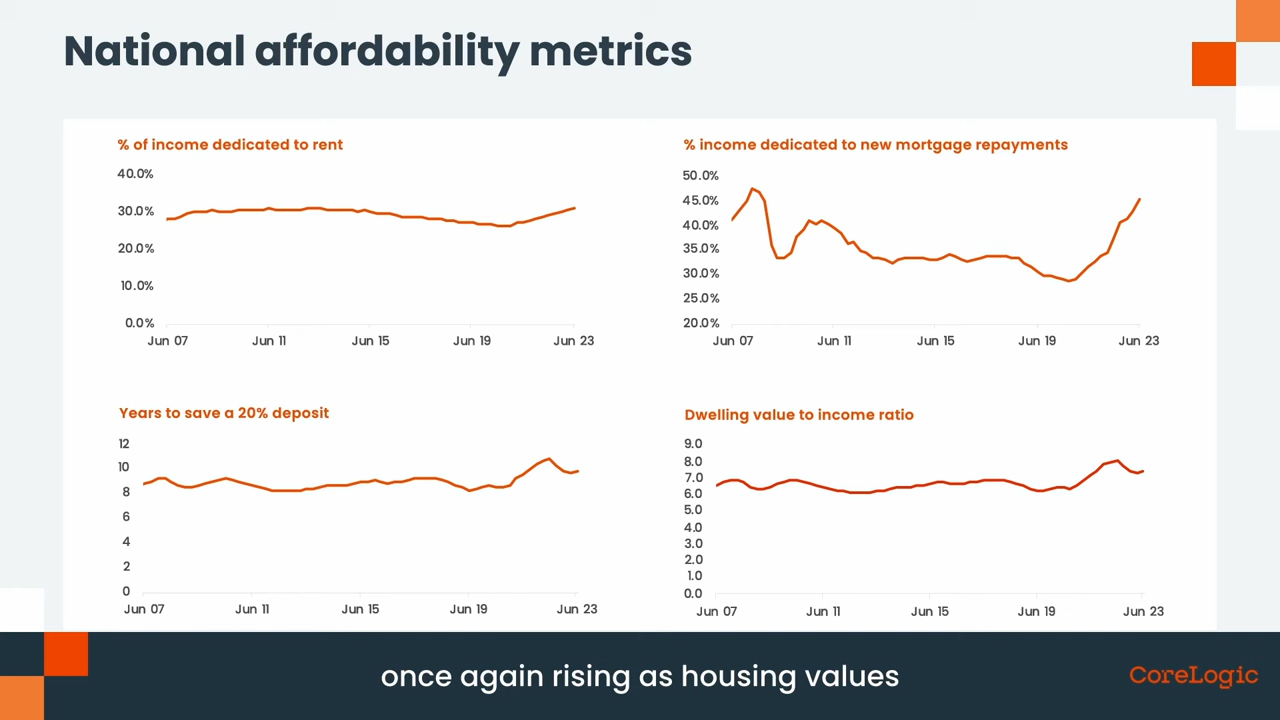 National affordability metrics
% of income dedicated to rent
40.0%
30.0%
20.0%
10.0%
0.0%
Jun 07 Jun 11 Jun 15 Jun 19 Jun 23
% income dedicated to new mortgage repayments
50.0%
45.0%
40.0%
35.0%
30.0%
25.0%
20.0%
Jun 07 Jun 11 Jun 15 Jun 19 Jun 23
Years to save a 20% deposit
12
10
8
6
4
2
0
Jun 07 Jun 11 Jun 15 Jun 19 Jun 23
Dwelling value to income ratio
9.0
8.0
7.0
6.0
5.0
4.0
3.0
2.0
1.0
0.0
Jun 07 Jun 11 Jun 15 Jun 19 Jun 23
once again rising as housing values
CoreLogic